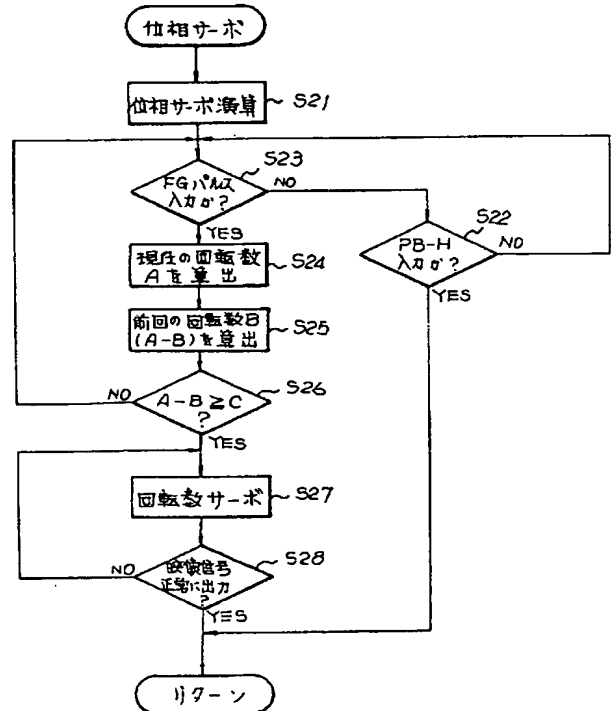 位相サーボ
位相サーボ演算
S21
S23
FGパルス
入力か?
NO
YES
S22
PB-H
入力か?
NO
YES
現在の回転数
Aを算出
S24
前回の回転数B
(A-B)を算出
S25
S26
NO
A-B≧C
?
YES
回転数サーボ
S27
S28
NO
映像信号
正常に出力
?
YES
リターン